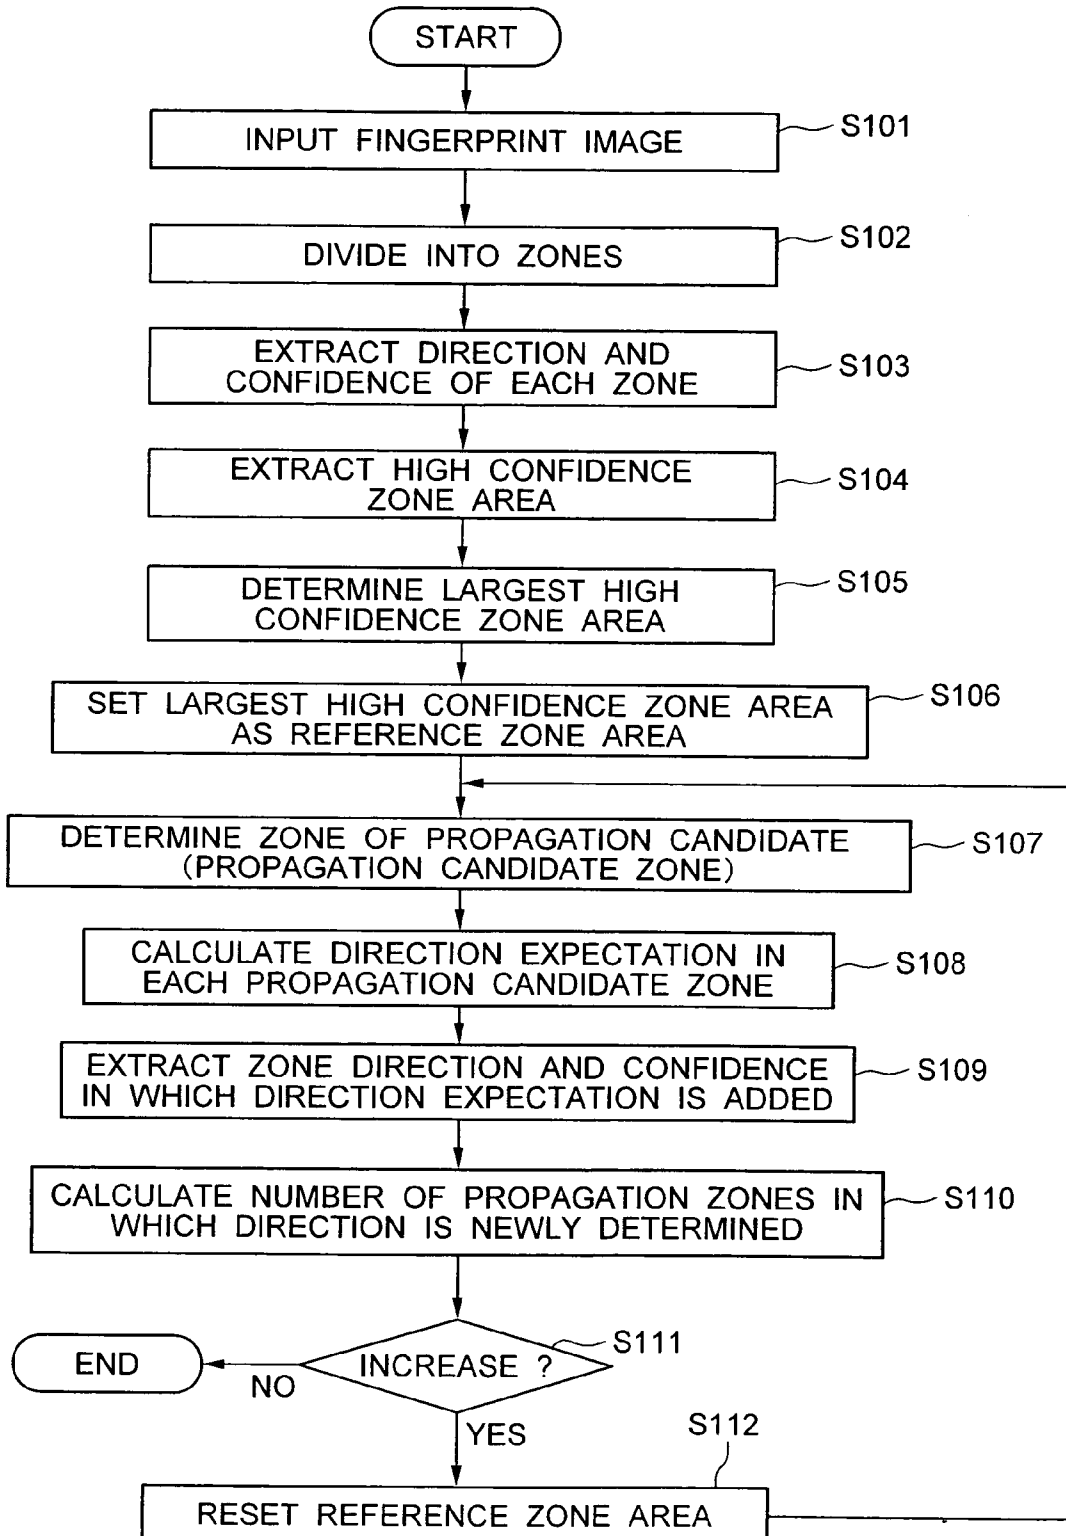 START
INPUT FINGERPRINT IMAGE
S101
DIVIDE INTO ZONES
S102
EXTRACT DIRECTION AND
CONFIDENCE OF EACH ZONE
S103
EXTRACT HIGH CONFIDENCE
ZONE AREA
S104
DETERMINE LARGEST HIGH
CONFIDENCE ZONE AREA
S105
SET LARGEST HIGH CONFIDENCE ZONE AREA
AS REFERENCE ZONE AREA
S106
DETERMINE ZONE OF PROPAGATION CANDIDATE
(PROPAGATION CANDIDATE ZONE)
S107
CALCULATE DIRECTION EXPECTATION IN
EACH PROPAGATION CANDIDATE ZONE
S108
EXTRACT ZONE DIRECTION AND CONFIDENCE
IN WHICH DIRECTION EXPECTATION IS ADDED
S109
CALCULATE NUMBER OF PROPAGATION ZONES IN
WHICH DIRECTION IS NEWLY DETERMINED
S110
INCREASE ?
S111
END
NO
YES
S112
RESET REFERENCE ZONE AREA